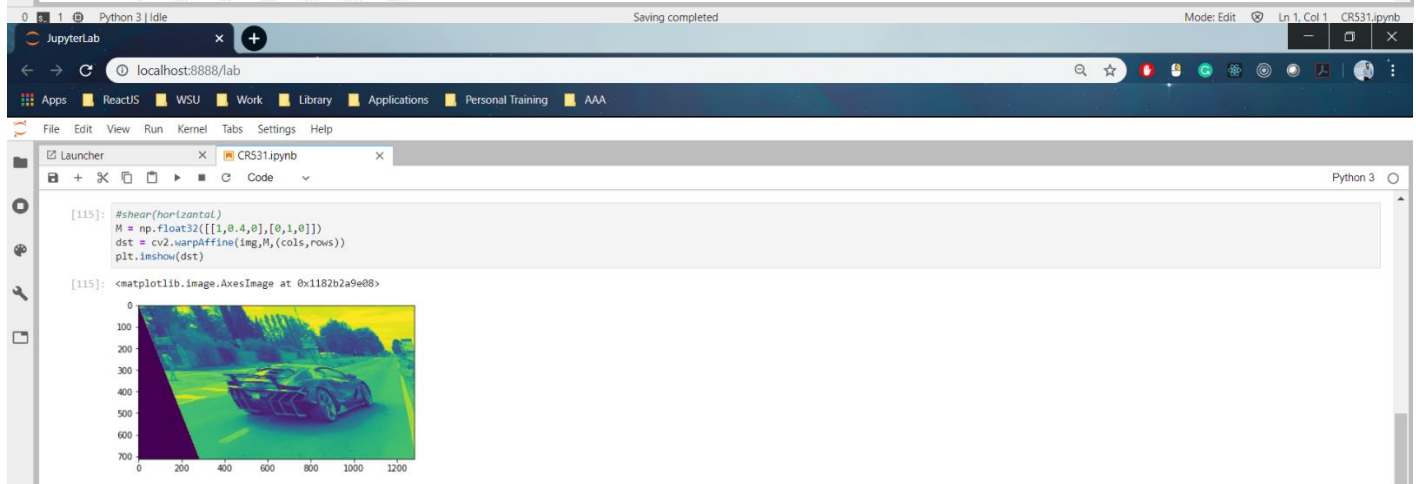 0 s_ 1 Python 3 | Idle Saving completed Mode: Edit Ln 1, Col 1 CR531.ipynb
JupyterLab
localhost:8888/lab
Apps ReactJS WSU Work Library Applications Personal Training AAA
File Edit View Run Kernel Tabs Settings Help
Launcher CR531.ipynb
Code Python 3
[115]: #shear(horizantal)
M = np.float32([[1,0.4,0],[0,1,0]])
dst = cv2.warpAffine(img,M,(cols,rows))
plt.imshow(dst)
[115]: <matplotlib.image.AxesImage at 0x1182b2a9e08>
0
100
200
300
400
500
600
700
0 200 400 600 800 1000 1200